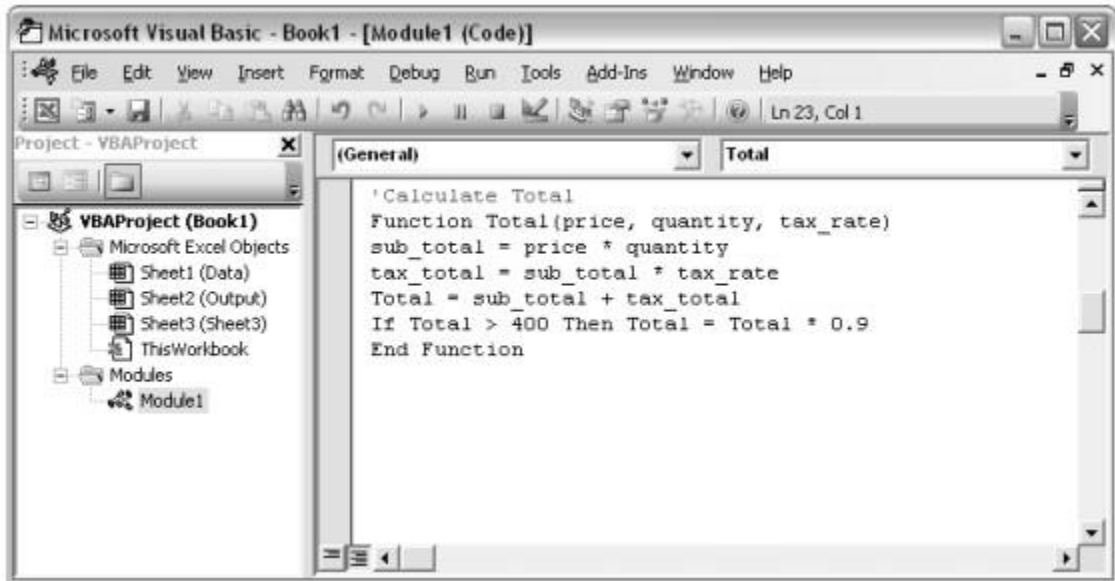 Microsoft Visual Basic - Book1 - [Module1 (Code)]
File Edit View Insert Format Debug Run Tools Add-Ins Window Help
Ln 23, Col 1
Project - VBAProject
(General) Total
VBAProject (Book1)
Microsoft Excel Objects
Sheet1 (Data)
Sheet2 (Output)
Sheet3 (Sheet3)
ThisWorkbook
Modules
Module1
'Calculate Total
Function Total(price, quantity, tax_rate)
sub_total = price * quantity
tax_total = sub_total * tax_rate
Total = sub_total + tax_total
If Total > 400 Then Total = Total * 0.9
End Function